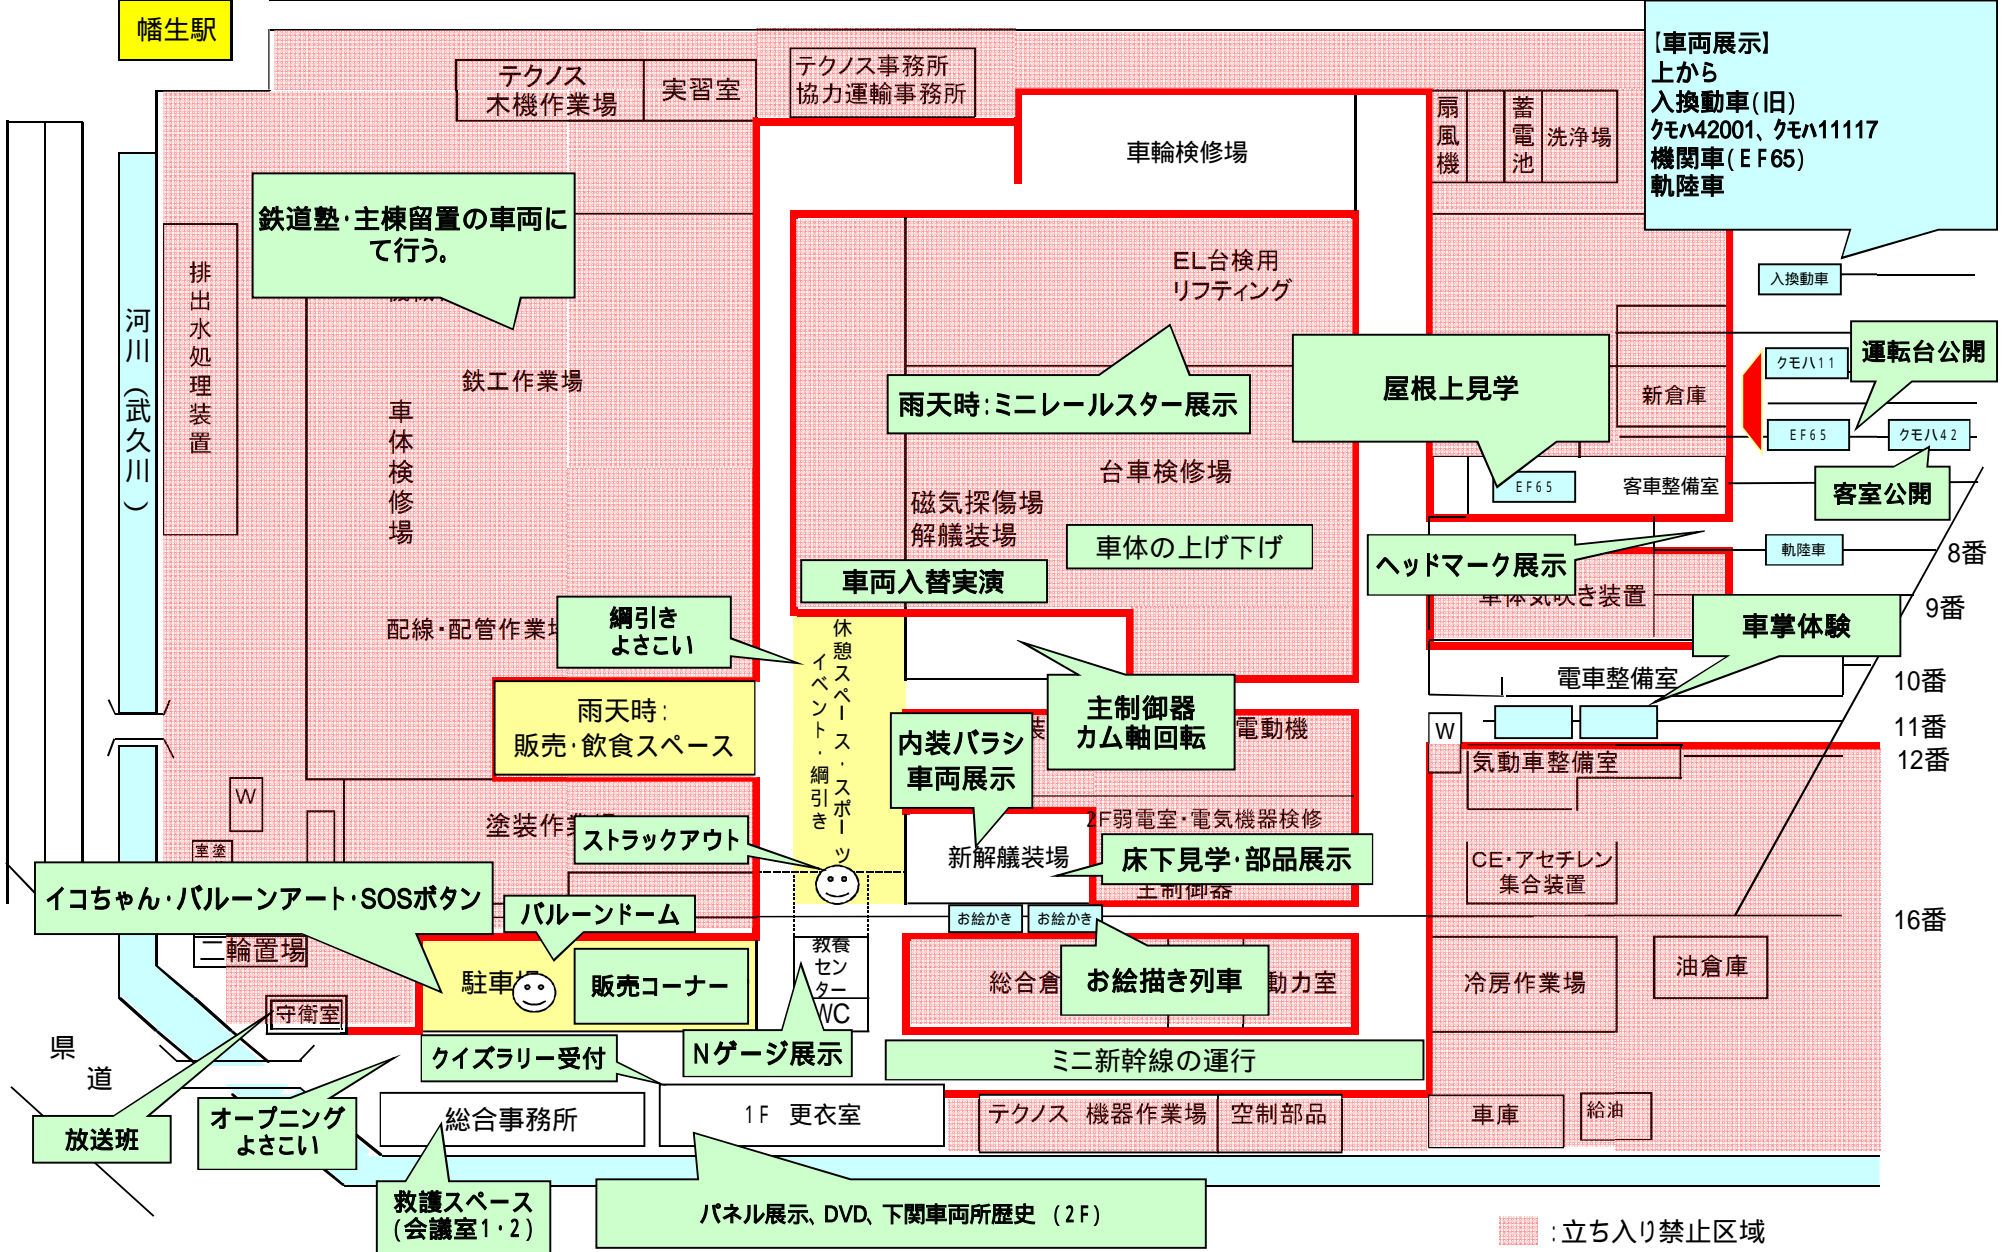 幡生駅
【車両展示】
上から
入換動車(旧)
クモハ42001、クモハ11117
機関車(EF65)
軌陸車
テクノス
木機作業場
実習室
テクノス事務所
協力運輸事務所
車輪検修場
扇風機
蓄電池
洗浄場
鉄道塾・主棟留置の車両に
て行う。
排出水処理装置
河川(武久川)
EL台検用
リフティング
入換動車
クモハ11
運転台公開
屋根上見学
新倉庫
鉄工作業場
車体検修場
雨天時:ミニレールスター展示
EF65
クモハ42
台車検修場
EF65
客車整備室
客室公開
磁気探傷場
解艤装場
車体の上げ下げ
ヘッドマーク展示
軌陸車
8番
車両入替実演
車体気吹き装置
9番
綱引き
よさこい
配線・配管作業場
休憩スペース・スポーツ
イベント・綱引き
車掌体験
電車整備室
10番
雨天時:
販売・飲食スペース
主制御器
カム軸回転
内装バラシ
車両展示
装
電動機
W
11番
気動車整備室
12番
W
塗装作業
ストラックアウト
2F弱電室・電気機器検修
新解艤装場
床下見学・部品展示
主制御器
CE・アセチレン
集合装置
室塗
イコちゃん・バルーンアート・SOSボタン
バルーンドーム
お絵かき
お絵かき
16番
二輪置場
駐車場
販売コーナー
教養
セン
ター
WC
総合倉
お絵描き列車
動力室
冷房作業場
油倉庫
守衛室
県道
クイズラリー受付
Nゲージ展示
ミニ新幹線の運行
放送班
オープニング
よさこい
総合事務所
1F 更衣室
テクノス 機器作業場
空制部品
車庫
給油
救護スペース
(会議室1・2)
パネル展示、DVD、下関車両所歴史 (2F)
:立ち入り禁止区域